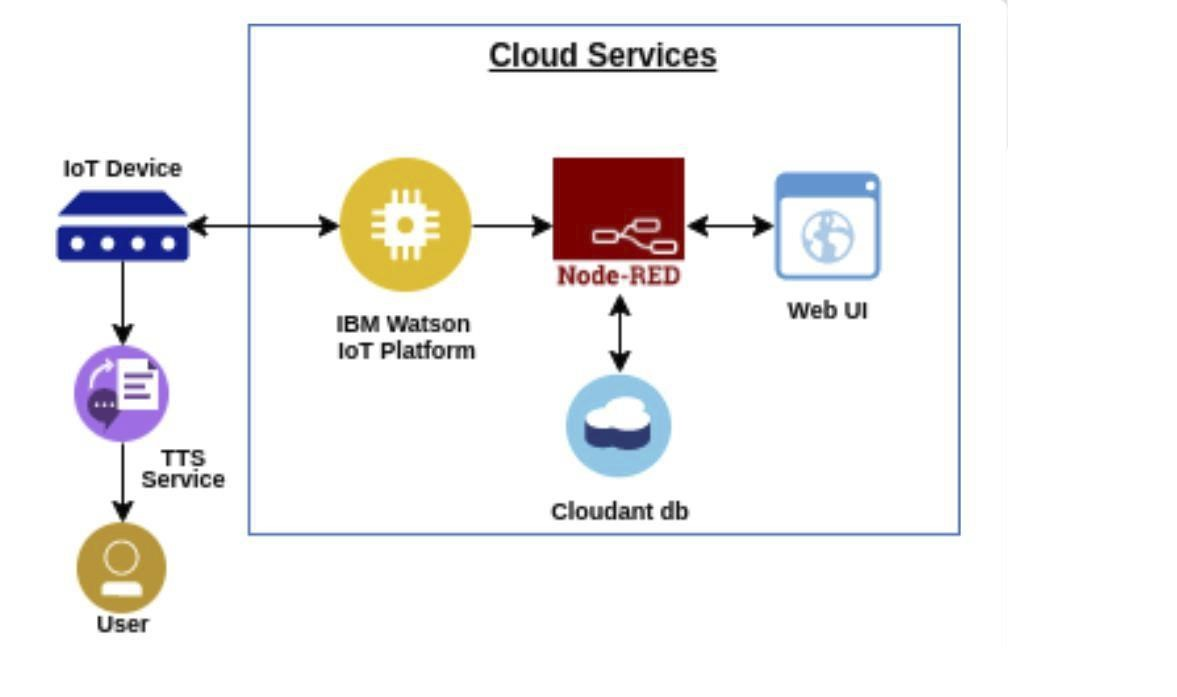 Cloud Services
IoT Device
Node-RED
Web UI
IBM Watson
IoT Platform
TTS
Service
Cloudant db
User